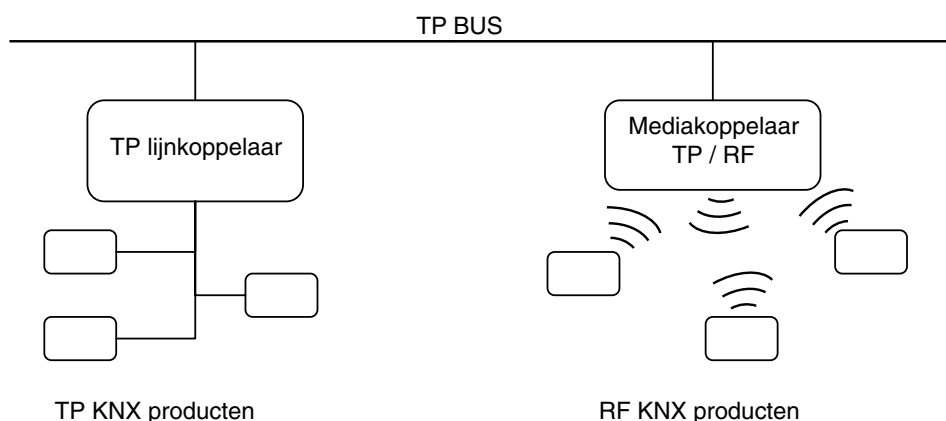 TP BUS
TP lijnkoppelaar
Mediakoppelaar
TP / RF
TP KNX producten
RF KNX producten